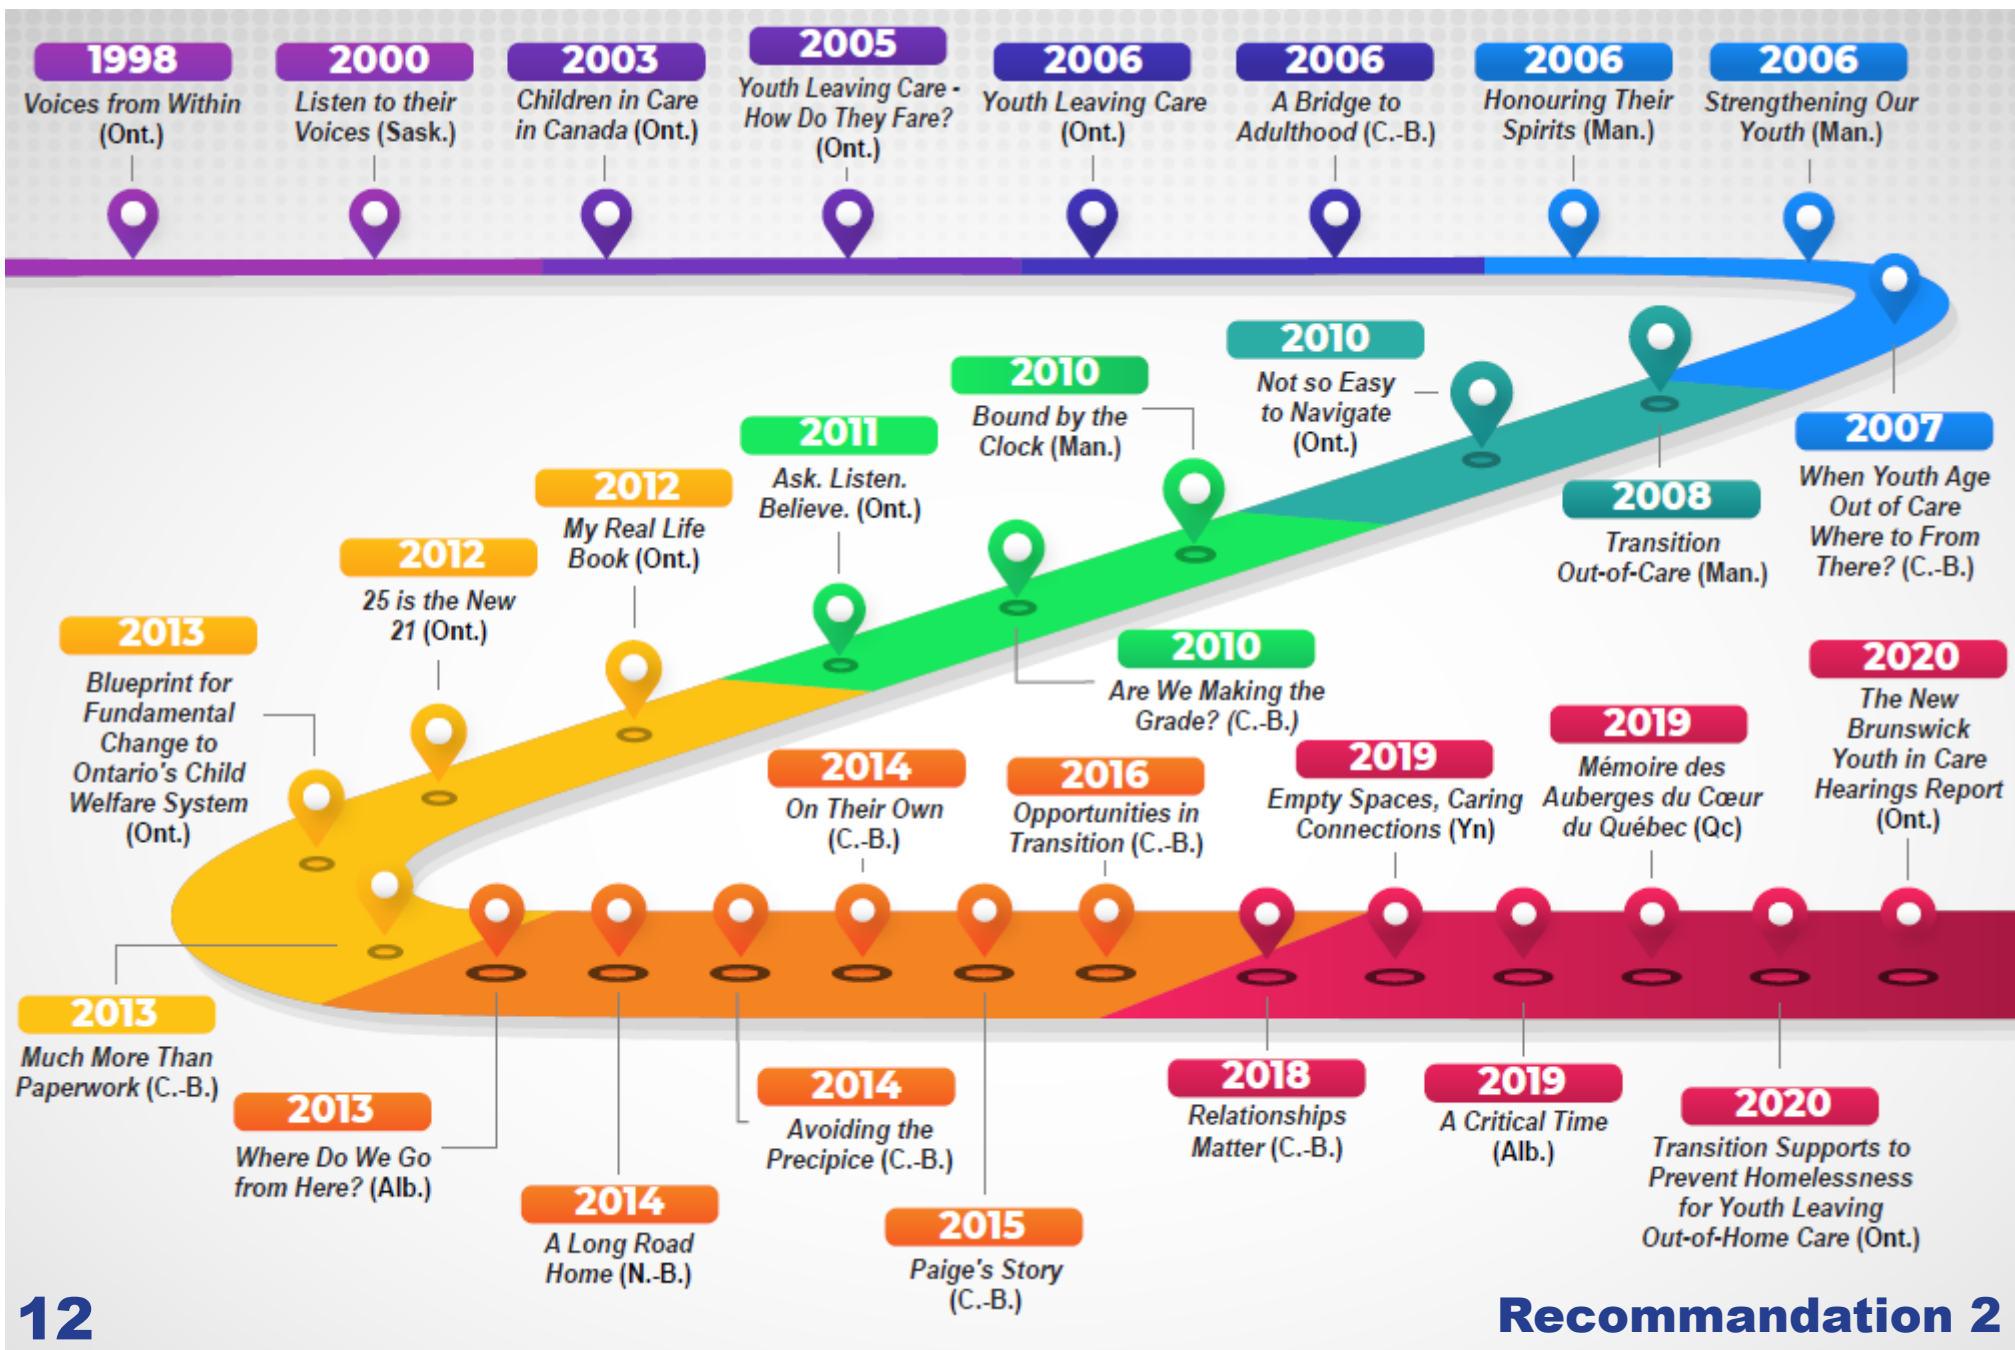 1998
Voices from Within
(Ont.)
2000
Listen to their
Voices (Sask.)
2003
Children in Care
in Canada (Ont.)
2005
Youth Leaving Care -
How Do They Fare?
(Ont.)
2006
Youth Leaving Care
(Ont.)
2006
A Bridge to
Adulthood (C.-B.)
2006
Honouring Their
Spirits (Man.)
2006
Strengthening Our
Youth (Man.)
2007
When Youth Age
Out of Care
Where to From
There? (C.-B.)
2008
Transition
Out-of-Care (Man.)
2010
Not so Easy
to Navigate
(Ont.)
2010
Bound by the
Clock (Man.)
2010
Are We Making the
Grade? (C.-B.)
2011
Ask. Listen.
Believe. (Ont.)
2012
My Real Life
Book (Ont.)
2012
25 is the New
21 (Ont.)
2013
Blueprint for
Fundamental
Change to
Ontario's Child
Welfare System
(Ont.)
2013
Much More Than
Paperwork (C.-B.)
2013
Where Do We Go
from Here? (Alb.)
2014
A Long Road
Home (N.-B.)
2014
Avoiding the
Precipice (C.-B.)
2014
On Their Own
(C.-B.)
2015
Paige's Story
(C.-B.)
2016
Opportunities in
Transition (C.-B.)
2018
Relationships
Matter (C.-B.)
2019
Empty Spaces, Caring
Connections (Yn)
2019
A Critical Time
(Alb.)
2019
Mémoire des
Auberges du Cœur
du Québec (Qc)
2020
Transition Supports to
Prevent Homelessness
for Youth Leaving
Out-of-Home Care (Ont.)
2020
The New
Brunswick
Youth in Care
Hearings Report
(Ont.)
12
Recommandation 2